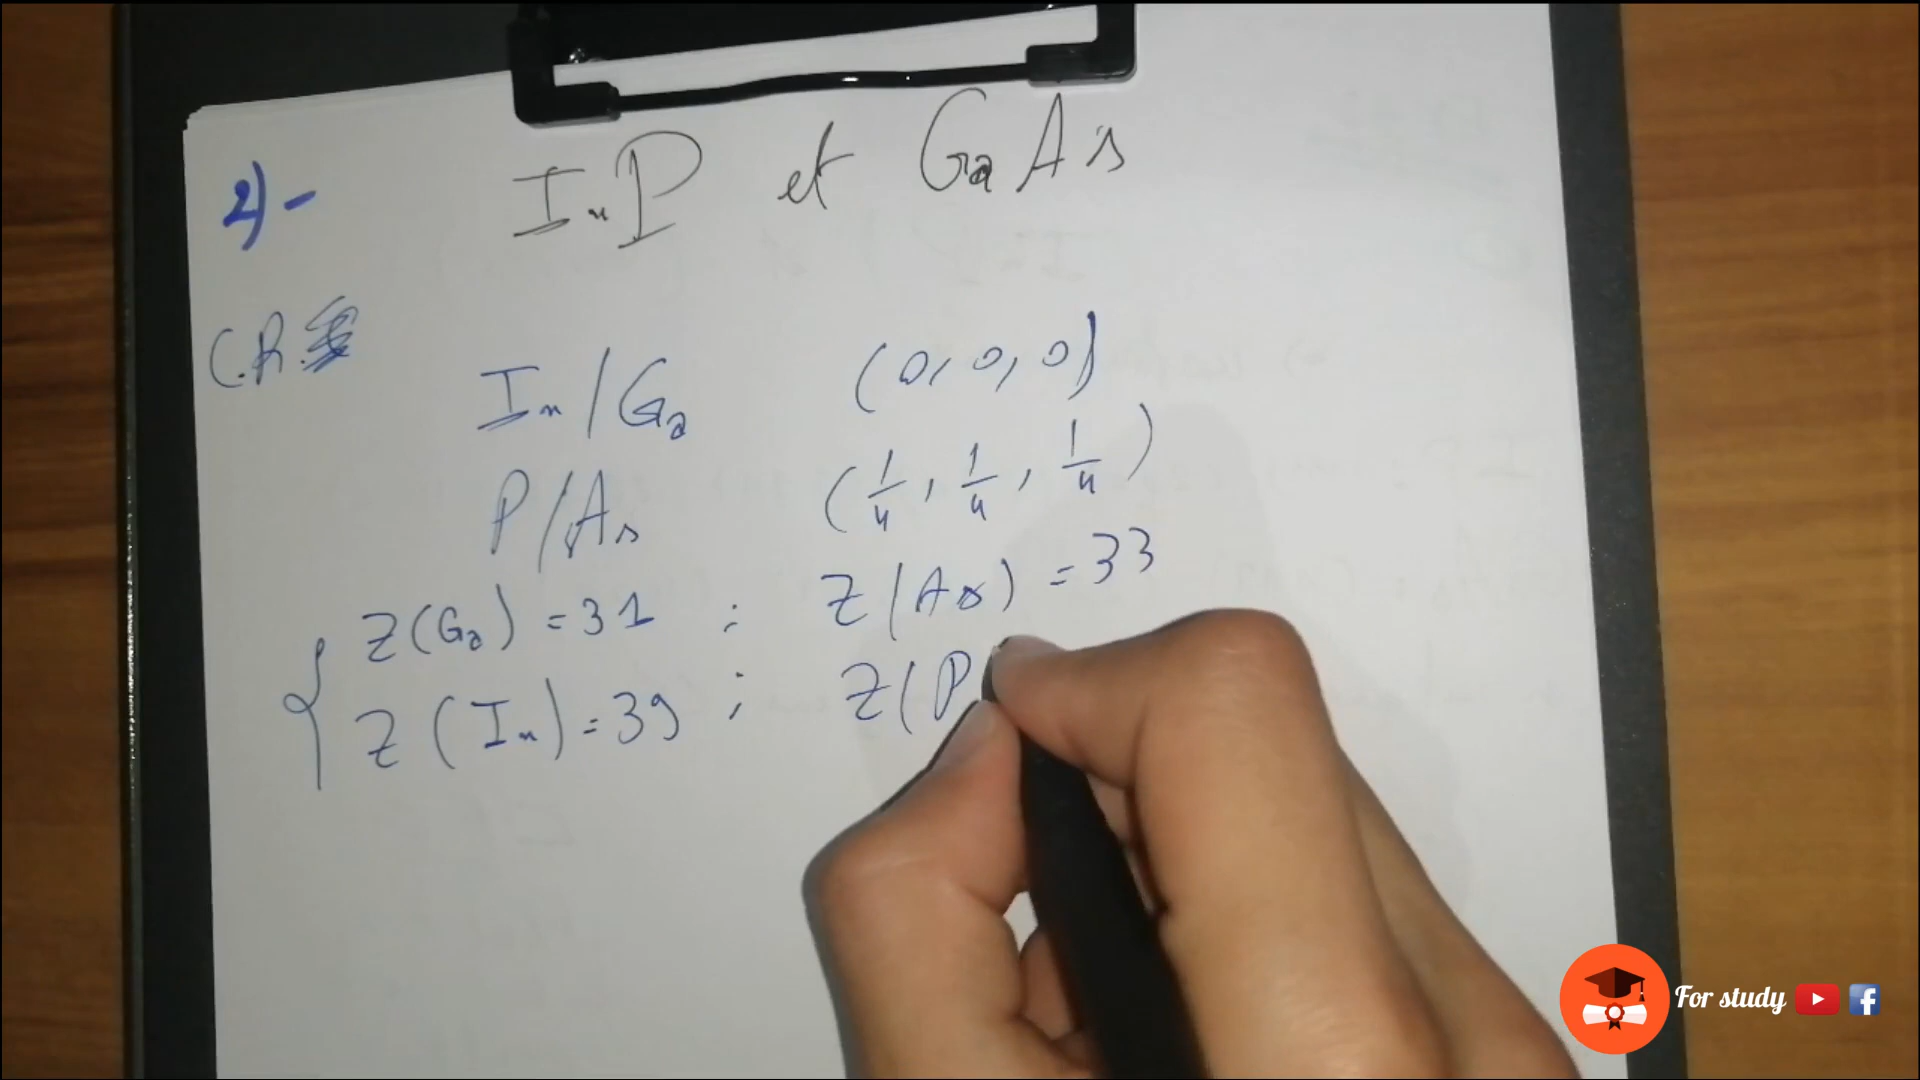 2)- InP et GaAs
C.R.
In/Ga (0, 0, 0)
P/As (1/4, 1/4, 1/4)
Z(Ga) = 31 ; Z(As) = 33
Z(In) = 39 ; Z(P
For study